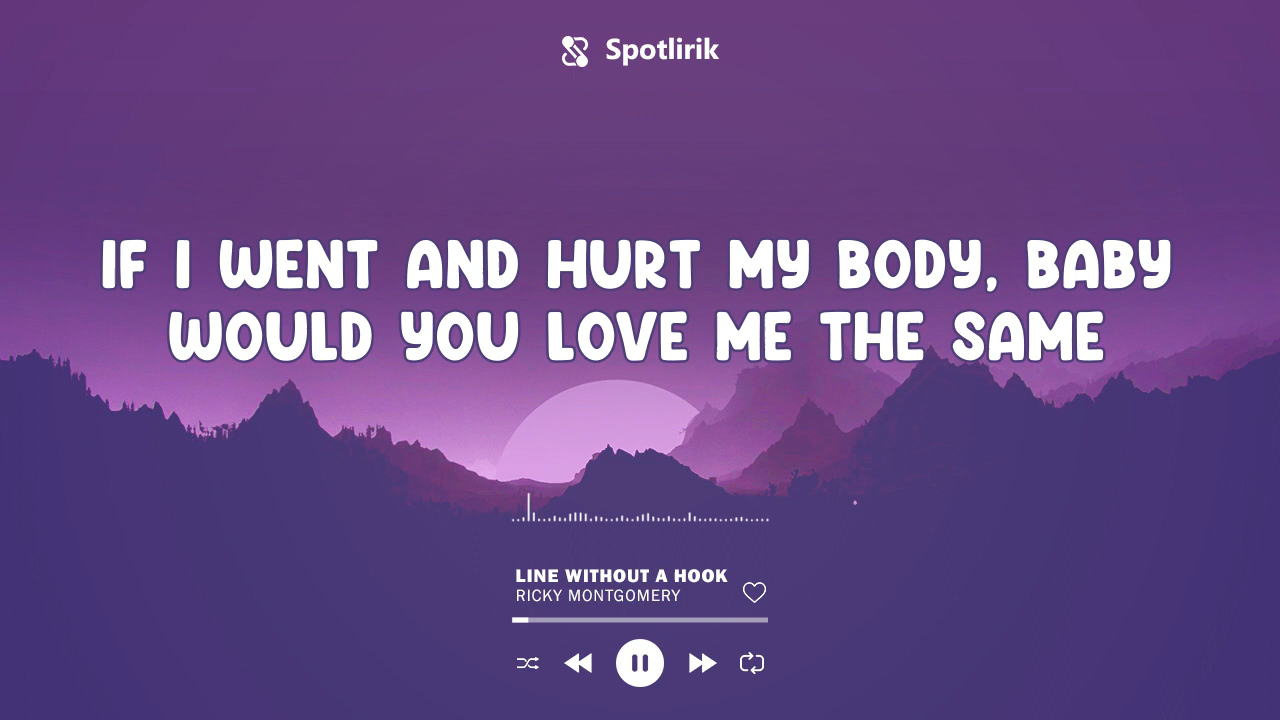 Spotlirik
IF I WENT AND HURT MY BODY, BABY
WOULD YOU LOVE ME THE SAME
LINE WITHOUT A HOOK
RICKY MONTGOMERY